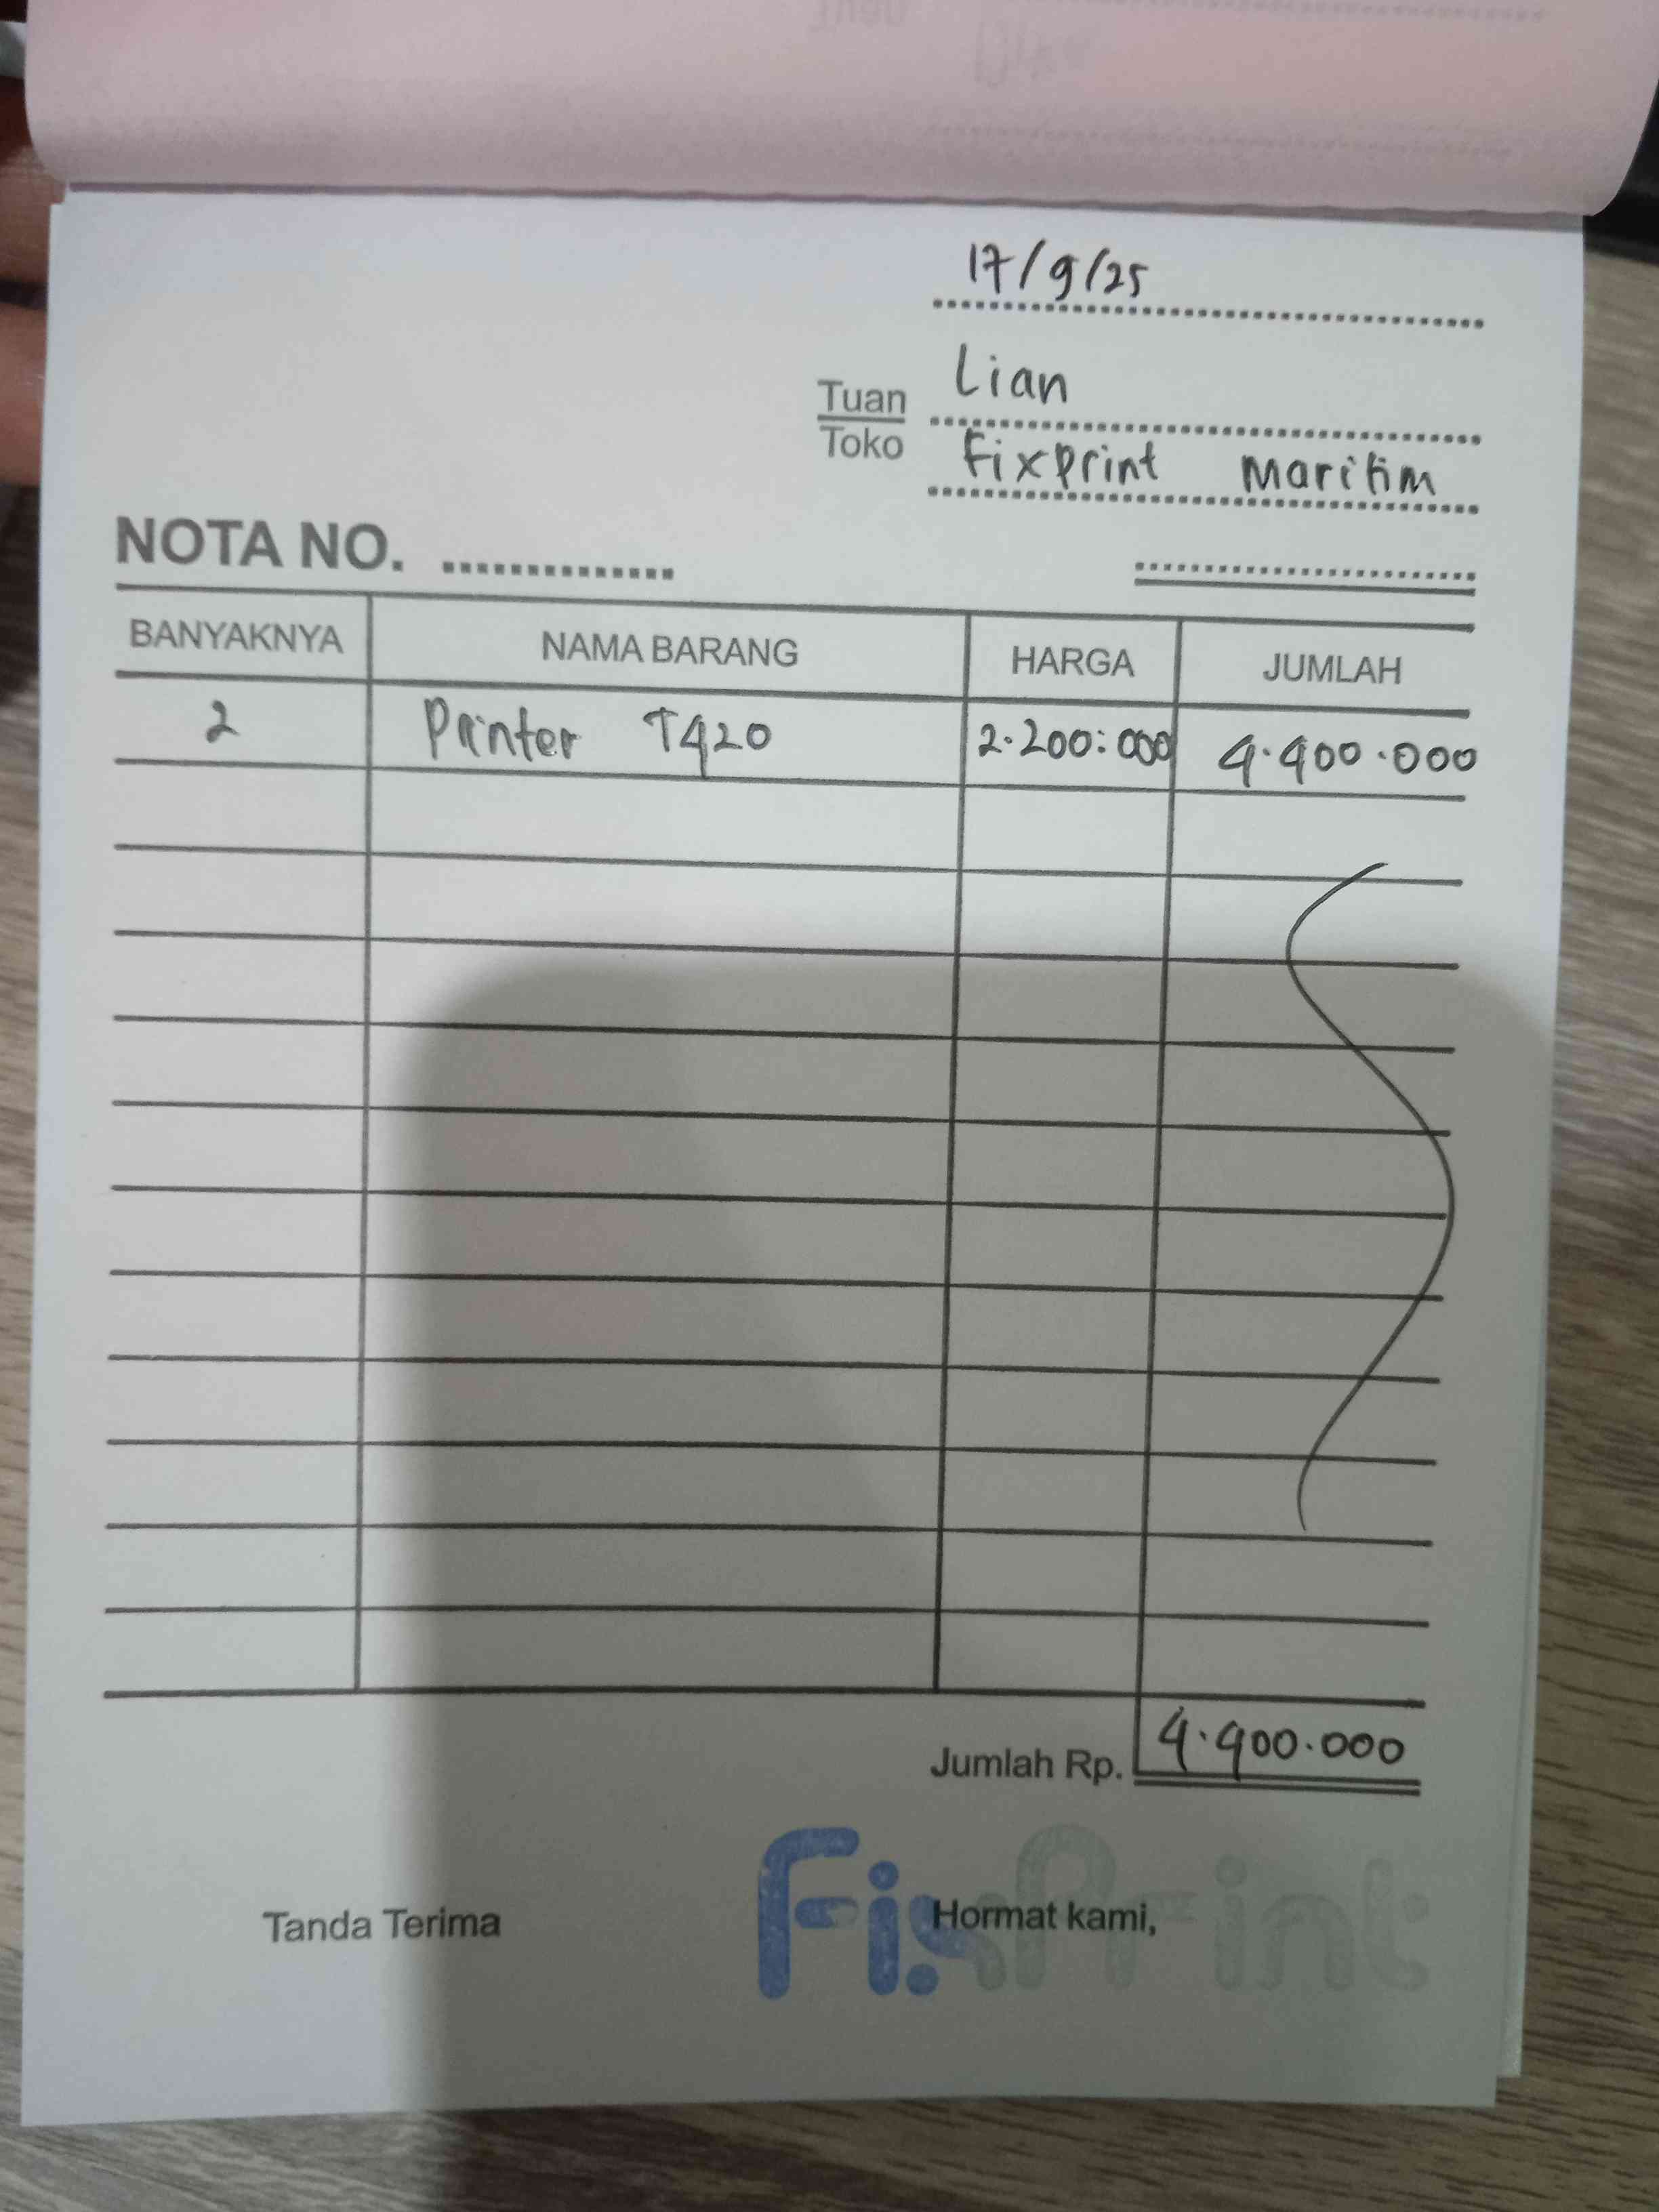 17/9/25
Tuan Lian
Toko Fixprint Maritim
NOTA NO. ..............
BANYAKNYA NAMA BARANG HARGA JUMLAH
2 Printer T420 2.200.000 4.400.000
Jumlah Rp. 4.400.000
Tanda Terima Hormat kami,
FixPrint